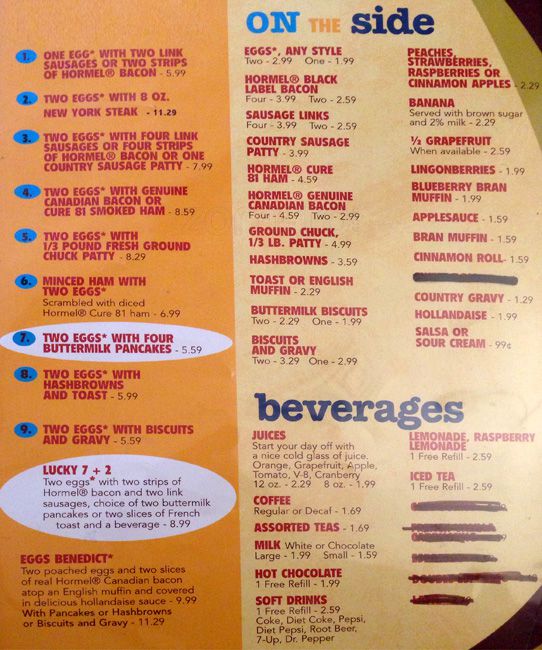 1. ONE EGG* WITH TWO LINK
SAUSAGES OR TWO STRIPS
OF HORMEL® BACON - 5.99
2. TWO EGGS* WITH 8 OZ.
NEW YORK STEAK - 11.29
3. TWO EGGS* WITH FOUR LINK
SAUSAGES OR FOUR STRIPS
OF HORMEL® BACON OR ONE
COUNTRY SAUSAGE PATTY - 7.99
4. TWO EGGS* WITH GENUINE
CANADIAN BACON OR
CURE 81 SMOKED HAM - 8.59
5. TWO EGGS* WITH
1/3 POUND FRESH GROUND
CHUCK PATTY - 8.29
6. MINCED HAM WITH
TWO EGGS*
Scrambled with diced
Hormel® Cure 81 ham - 6.99
7. TWO EGGS* WITH FOUR
BUTTERMILK PANCAKES - 5.59
8. TWO EGGS* WITH
HASHBROWNS
AND TOAST - 5.99
9. TWO EGGS* WITH BISCUITS
AND GRAVY - 5.59
LUCKY 7 + 2
Two eggs* with two strips of
Hormel® bacon and two link
sausages, choice of two buttermilk
pancakes or two slices of French
toast and a beverage - 8.99
EGGS BENEDICT*
Two poached eggs and two slices
of real Hormel® Canadian bacon
atop an English muffin and covered
in delicious hollandaise sauce - 9.99
With Pancakes or Hashbrowns
or Biscuits and Gravy - 11.29
ON THE side
EGGS*, ANY STYLE
Two - 2.99 One - 1.99
HORMEL® BLACK
LABEL BACON
Four - 3.99 Two - 2.59
SAUSAGE LINKS
Four - 3.99 Two - 2.59
COUNTRY SAUSAGE
PATTY - 3.99
HORMEL® CURE
81 HAM - 4.59
HORMEL® GENUINE
CANADIAN BACON
Four - 4.59 Two - 2.99
GROUND CHUCK,
1/3 LB. PATTY - 4.99
HASHBROWNS - 3.59
TOAST OR ENGLISH
MUFFIN - 2.29
BUTTERMILK BISCUITS
Two - 2.29 One - 1.99
BISCUITS
AND GRAVY
Two - 3.29 One - 2.99
PEACHES,
STRAWBERRIES,
RASPBERRIES OR
CINNAMON APPLES - 2.29
BANANA
Served with brown sugar
and 2% milk - 2.29
½ GRAPEFRUIT
When available - 2.59
LINGONBERRIES - 1.99
BLUEBERRY BRAN
MUFFIN - 1.99
APPLESAUCE - 1.59
BRAN MUFFIN - 1.59
CINNAMON ROLL - 1.59
COUNTRY GRAVY - 1.29
HOLLANDAISE - 1.99
SALSA OR
SOUR CREAM - 99¢
beverages
JUICES
Start your day off with
a nice cold glass of juice.
Orange, Grapefruit, Apple,
Tomato, V-8, Cranberry
12 oz. - 2.29 8 oz. - 1.99
COFFEE
Regular or Decaf - 1.69
ASSORTED TEAS - 1.69
MILK White or Chocolate
Large - 1.99 Small - 1.59
HOT CHOCOLATE
1 Free Refill - 1.99
SOFT DRINKS
1 Free Refill - 2.59
Coke, Diet Coke, Pepsi,
Diet Pepsi, Root Beer,
7-Up, Dr. Pepper
LEMONADE, RASPBERRY
LEMONADE
1 Free Refill - 2.59
ICED TEA
1 Free Refill - 2.59